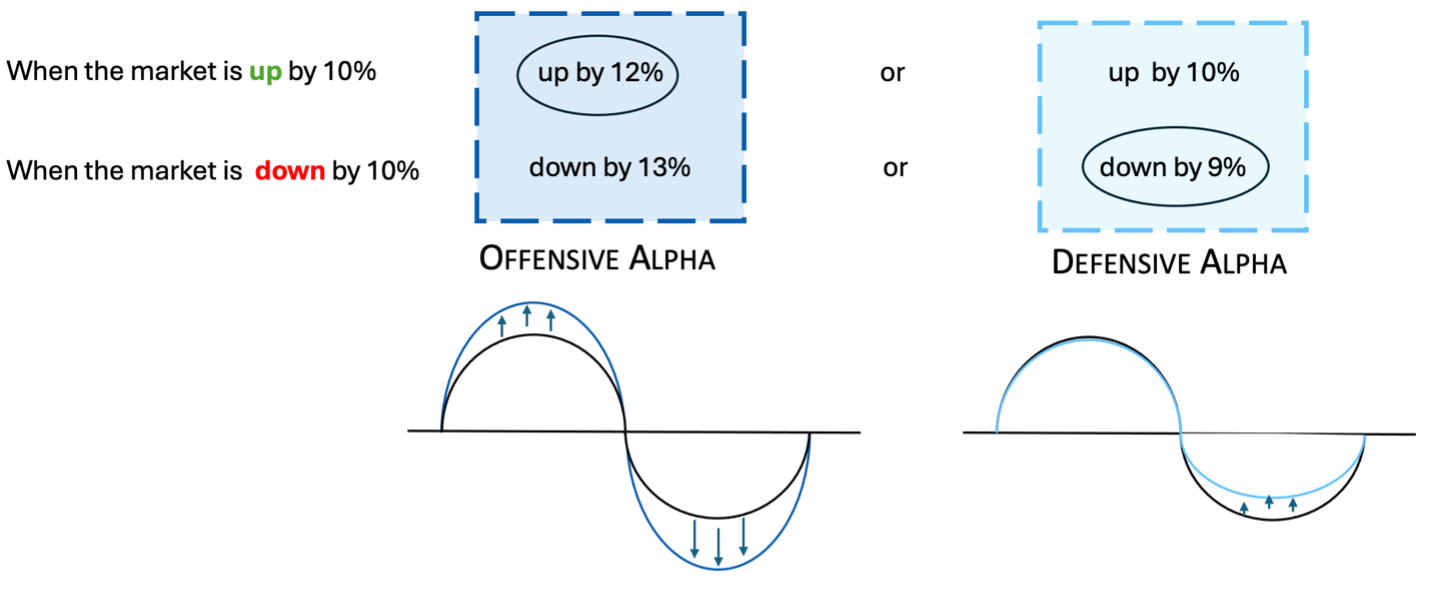 When the market is up by 10% up by 12% or up by 10%
When the market is down by 10% down by 13% or down by 9%
OFFENSIVE ALPHA DEFENSIVE ALPHA